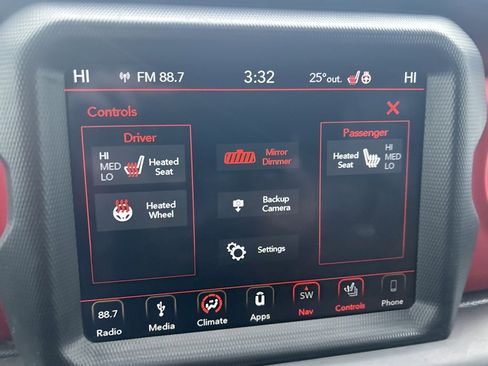 HI FM 88.7 3:32 25°out. HI
Controls
Driver
Passenger
HI
MED
LO
Heated
Seat
Mirror
Dimmer
Heated
Seat
HI
MED
LO
Heated
Wheel
Backup
Camera
Settings
88.7
SW
Radio Media Climate Apps Nav Controls Phone